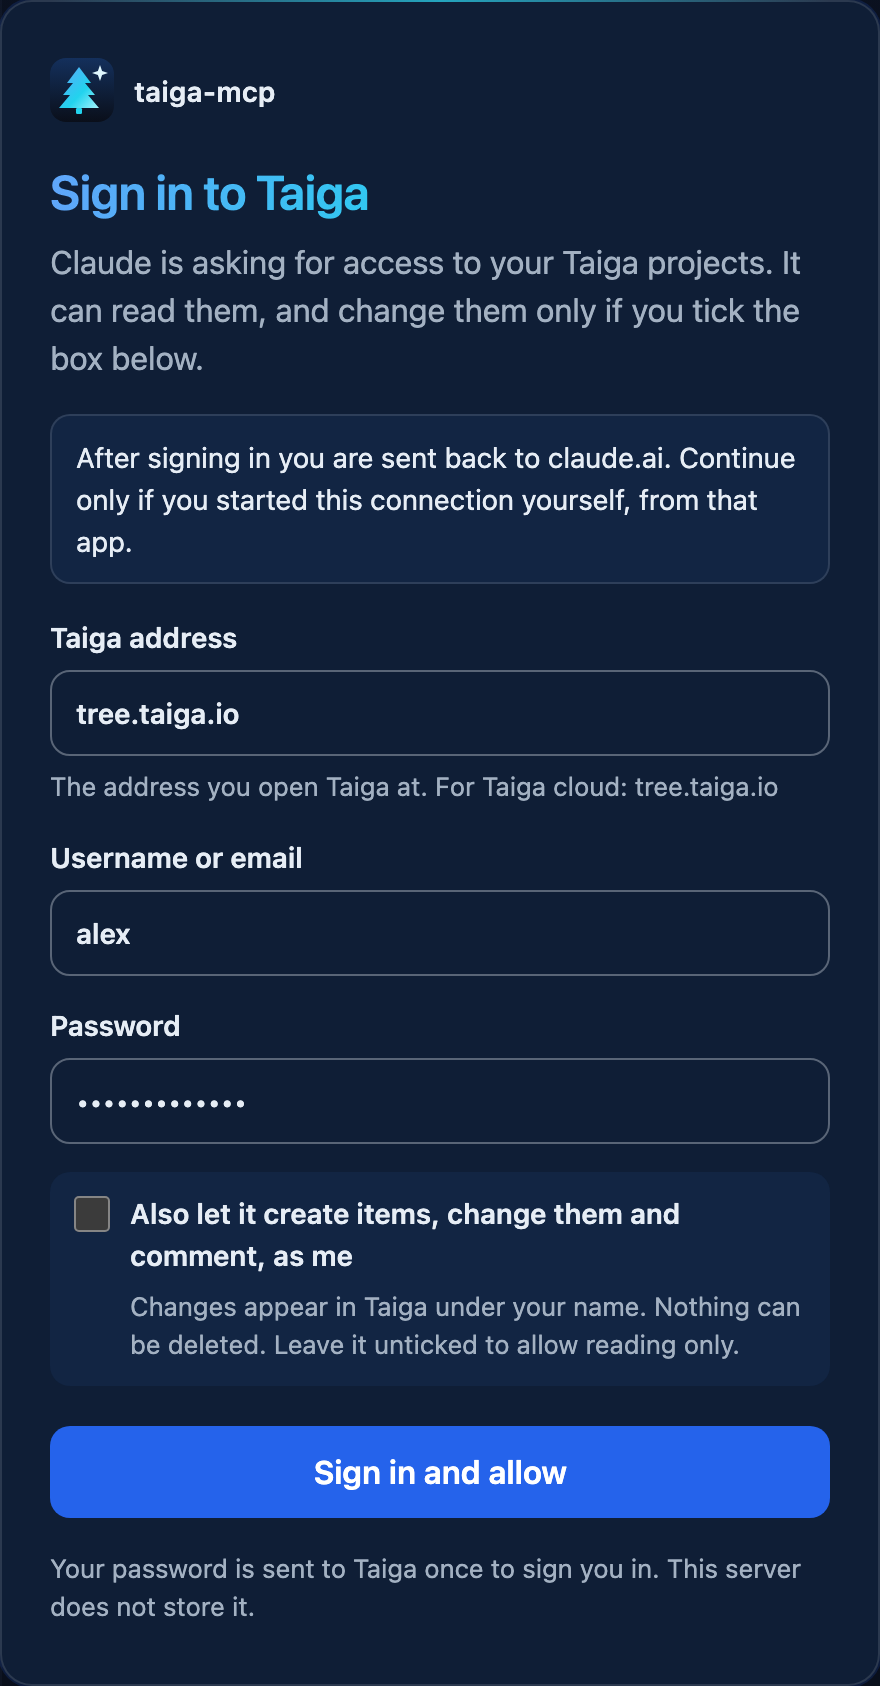 taiga-mcp
Sign in to Taiga
Claude is asking for access to your Taiga projects. It
can read them, and change them only if you tick the
box below.
After signing in you are sent back to claude.ai. Continue
only if you started this connection yourself, from that
app.
Taiga address
tree.taiga.io
The address you open Taiga at. For Taiga cloud: tree.taiga.io
Username or email
alex
Password
•••••••••••••
Also let it create items, change them and
comment, as me
Changes appear in Taiga under your name. Nothing can
be deleted. Leave it unticked to allow reading only.
Sign in and allow
Your password is sent to Taiga once to sign you in. This server
does not store it.